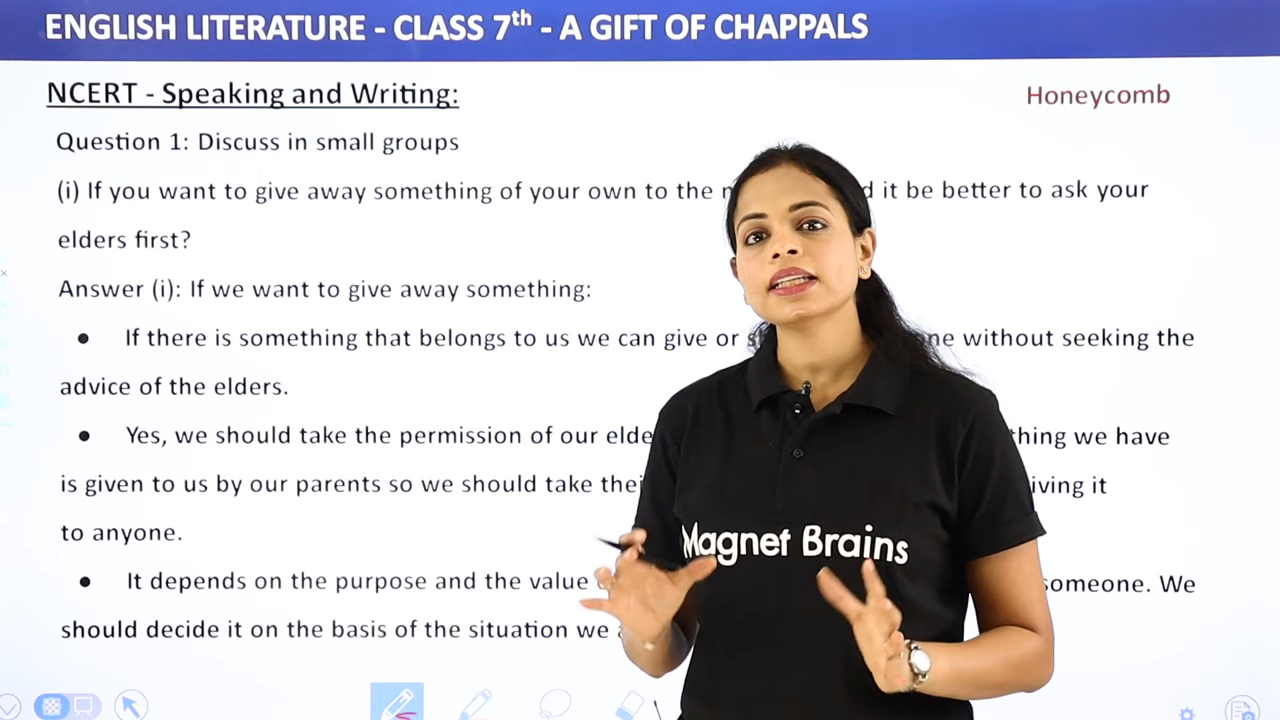 ENGLISH LITERATURE - CLASS 7th - A GIFT OF CHAPPALS
NCERT - Speaking and Writing:
Honeycomb
Question 1: Discuss in small groups
(i) If you want to give away something of your own to the it be better to ask your
elders first?
Answer (i): If we want to give away something:
● If there is something that belongs to us we can give or without seeking the
advice of the elders.
● Yes, we should take the permission of our we have
is given to us by our parents so we should take it
to anyone.
● It depends on the purpose and the value someone. We
should decide it on the basis of the situation we
Magnet Brains